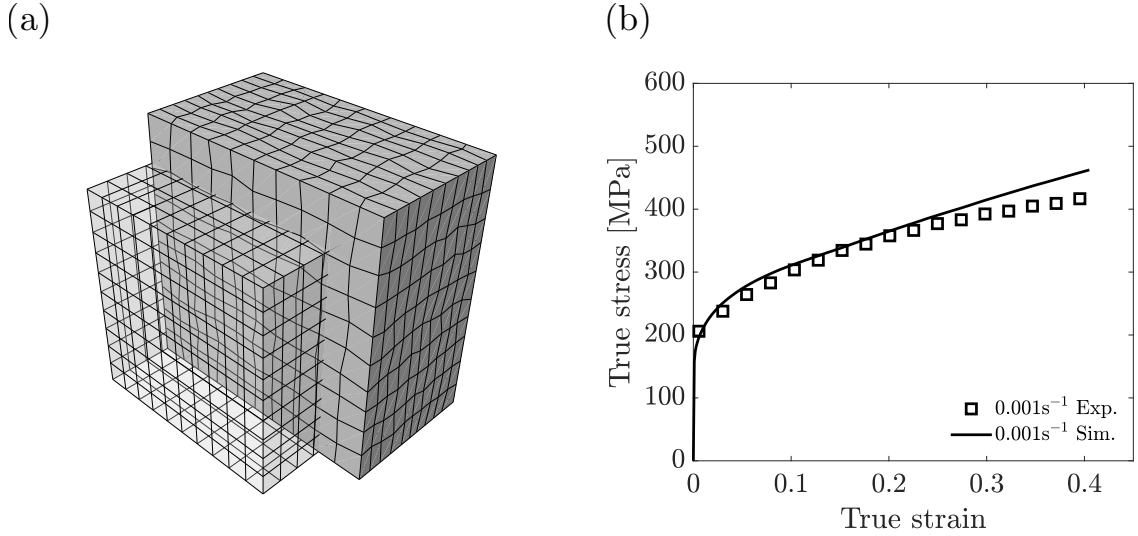 (a)
(b)
600
500
400
300
200
100
0
True stress [MPa]
0.001s⁻¹ Exp.
0.001s⁻¹ Sim.
0 0.1 0.2 0.3 0.4
True strain